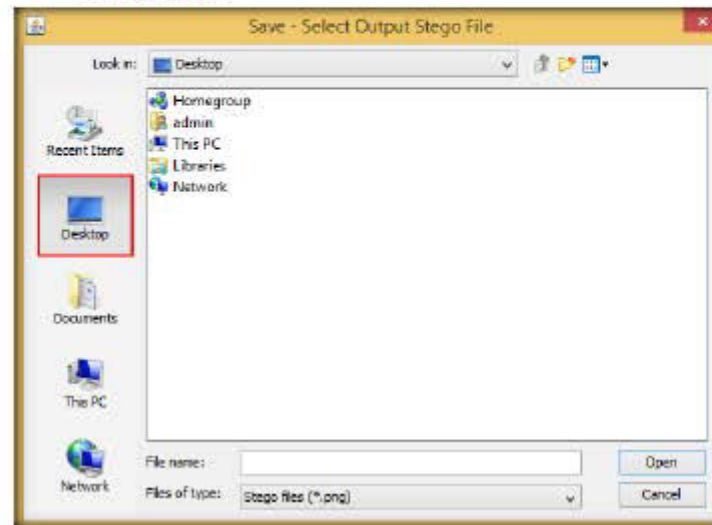 Save - Select Output Stego File
Look in:
Desktop
Homegroup
admin
This PC
Libraries
Network
Recent Items
Desktop
Documents
This PC
Network
File name:
Open
Files of type:
Stego files (*.png)
Cancel